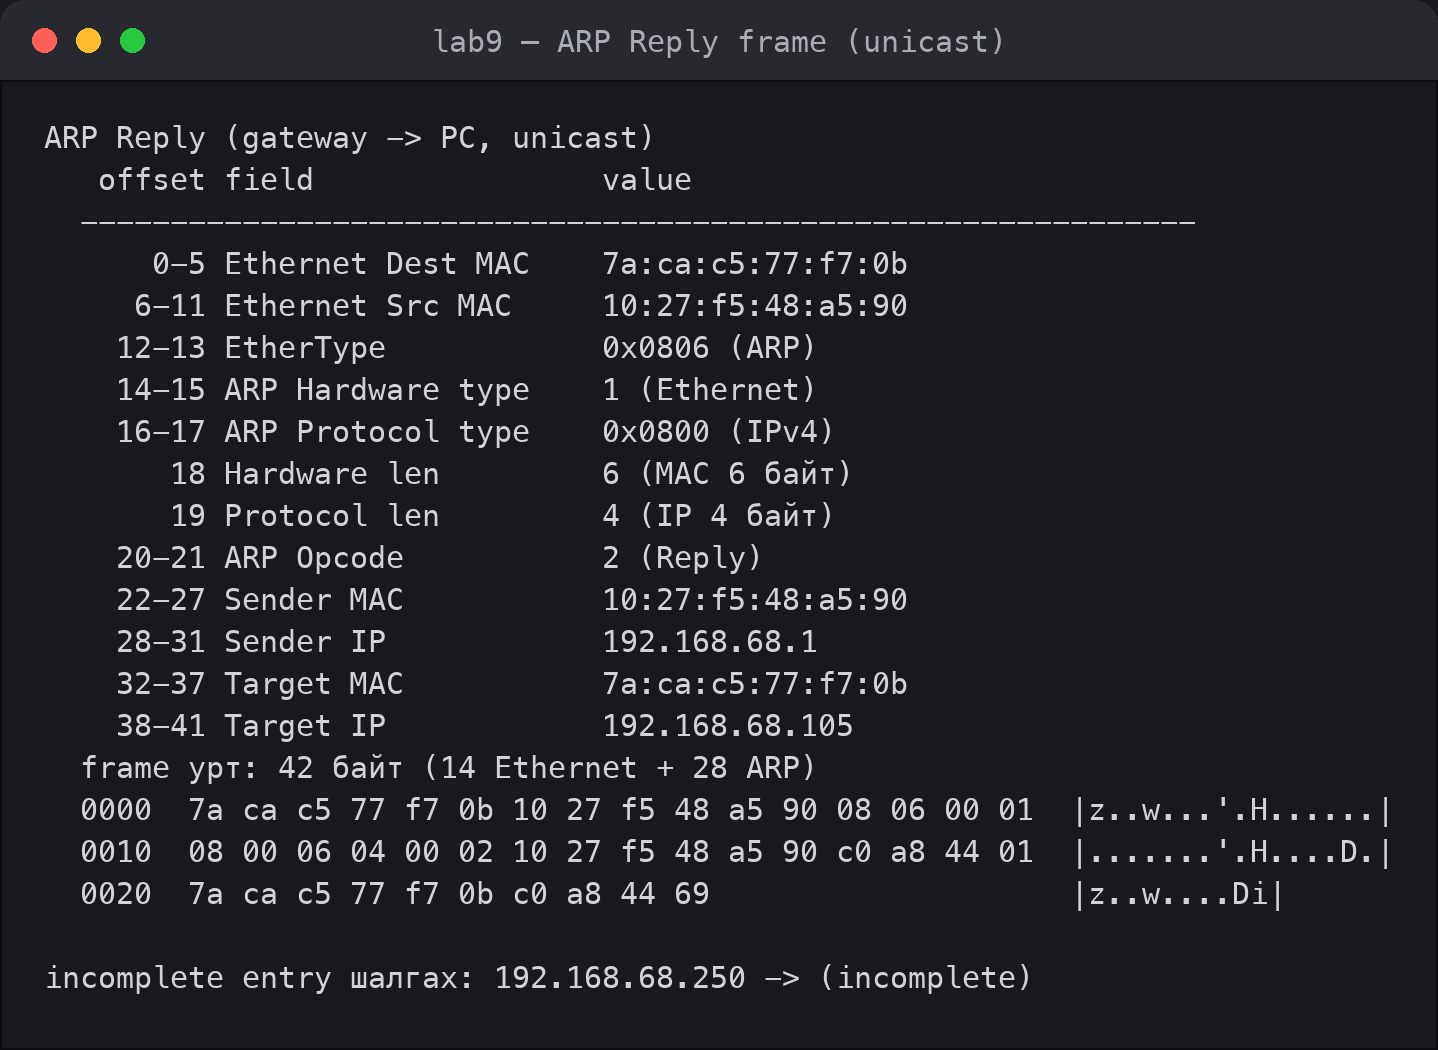 lab9 — ARP Reply frame (unicast)
ARP Reply (gateway —> PC, unicast)
offset field value
──────────────────────────────────────────────────────────────
0–5 Ethernet Dest MAC 7a:ca:c5:77:f7:0b
6–11 Ethernet Src MAC 10:27:f5:48:a5:90
12–13 EtherType 0x0806 (ARP)
14–15 ARP Hardware type 1 (Ethernet)
16–17 ARP Protocol type 0x0800 (IPv4)
18 Hardware len 6 (MAC 6 байт)
19 Protocol len 4 (IP 4 байт)
20–21 ARP Opcode 2 (Reply)
22–27 Sender MAC 10:27:f5:48:a5:90
28–31 Sender IP 192.168.68.1
32–37 Target MAC 7a:ca:c5:77:f7:0b
38–41 Target IP 192.168.68.105
frame урт: 42 байт (14 Ethernet + 28 ARP)
0000 7a ca c5 77 f7 0b 10 27 f5 48 a5 90 08 06 00 01 |z..w...'.H......|
0010 08 00 06 04 00 02 10 27 f5 48 a5 90 c0 a8 44 01 |.......'.H....D.|
0020 7a ca c5 77 f7 0b c0 a8 44 69 |z..w....Di|
incomplete entry шалгах: 192.168.68.250 —> (incomplete)